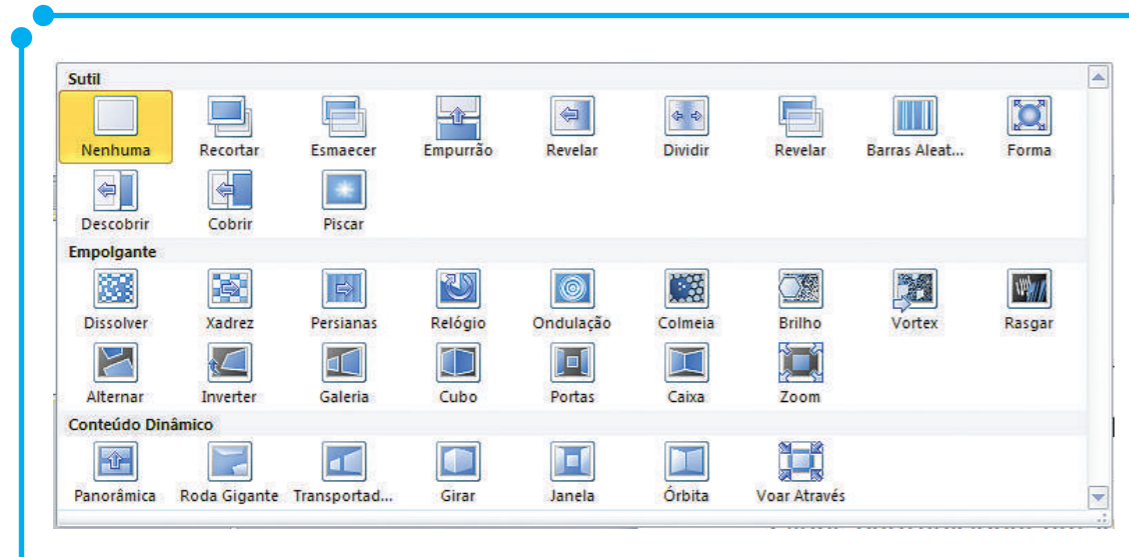 Sutil
Nenhuma Recortar Esmaecer Empurrão Revelar Dividir Revelar Barras Aleat... Forma
Descobrir Cobrir Piscar
Empolgante
Dissolver Xadrez Persianas Relógio Ondulação Colmeia Brilho Vortex Rasgar
Alternar Inverter Galeria Cubo Portas Caixa Zoom
Conteúdo Dinâmico
Panorâmica Roda Gigante Transportad... Girar Janela Órbita Voar Através